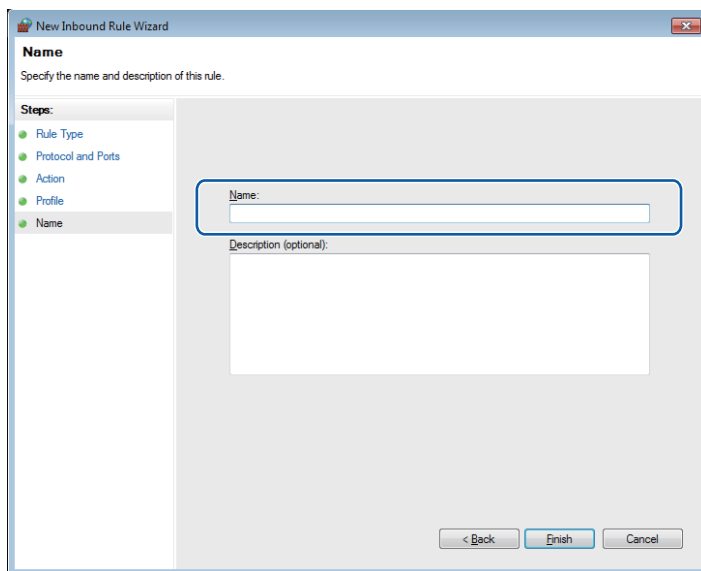 New Inbound Rule Wizard
Name
Specify the name and description of this rule.
Steps:
Rule Type
Protocol and Ports
Action
Profile
Name
Name:
Description (optional):
< Back
Finish
Cancel